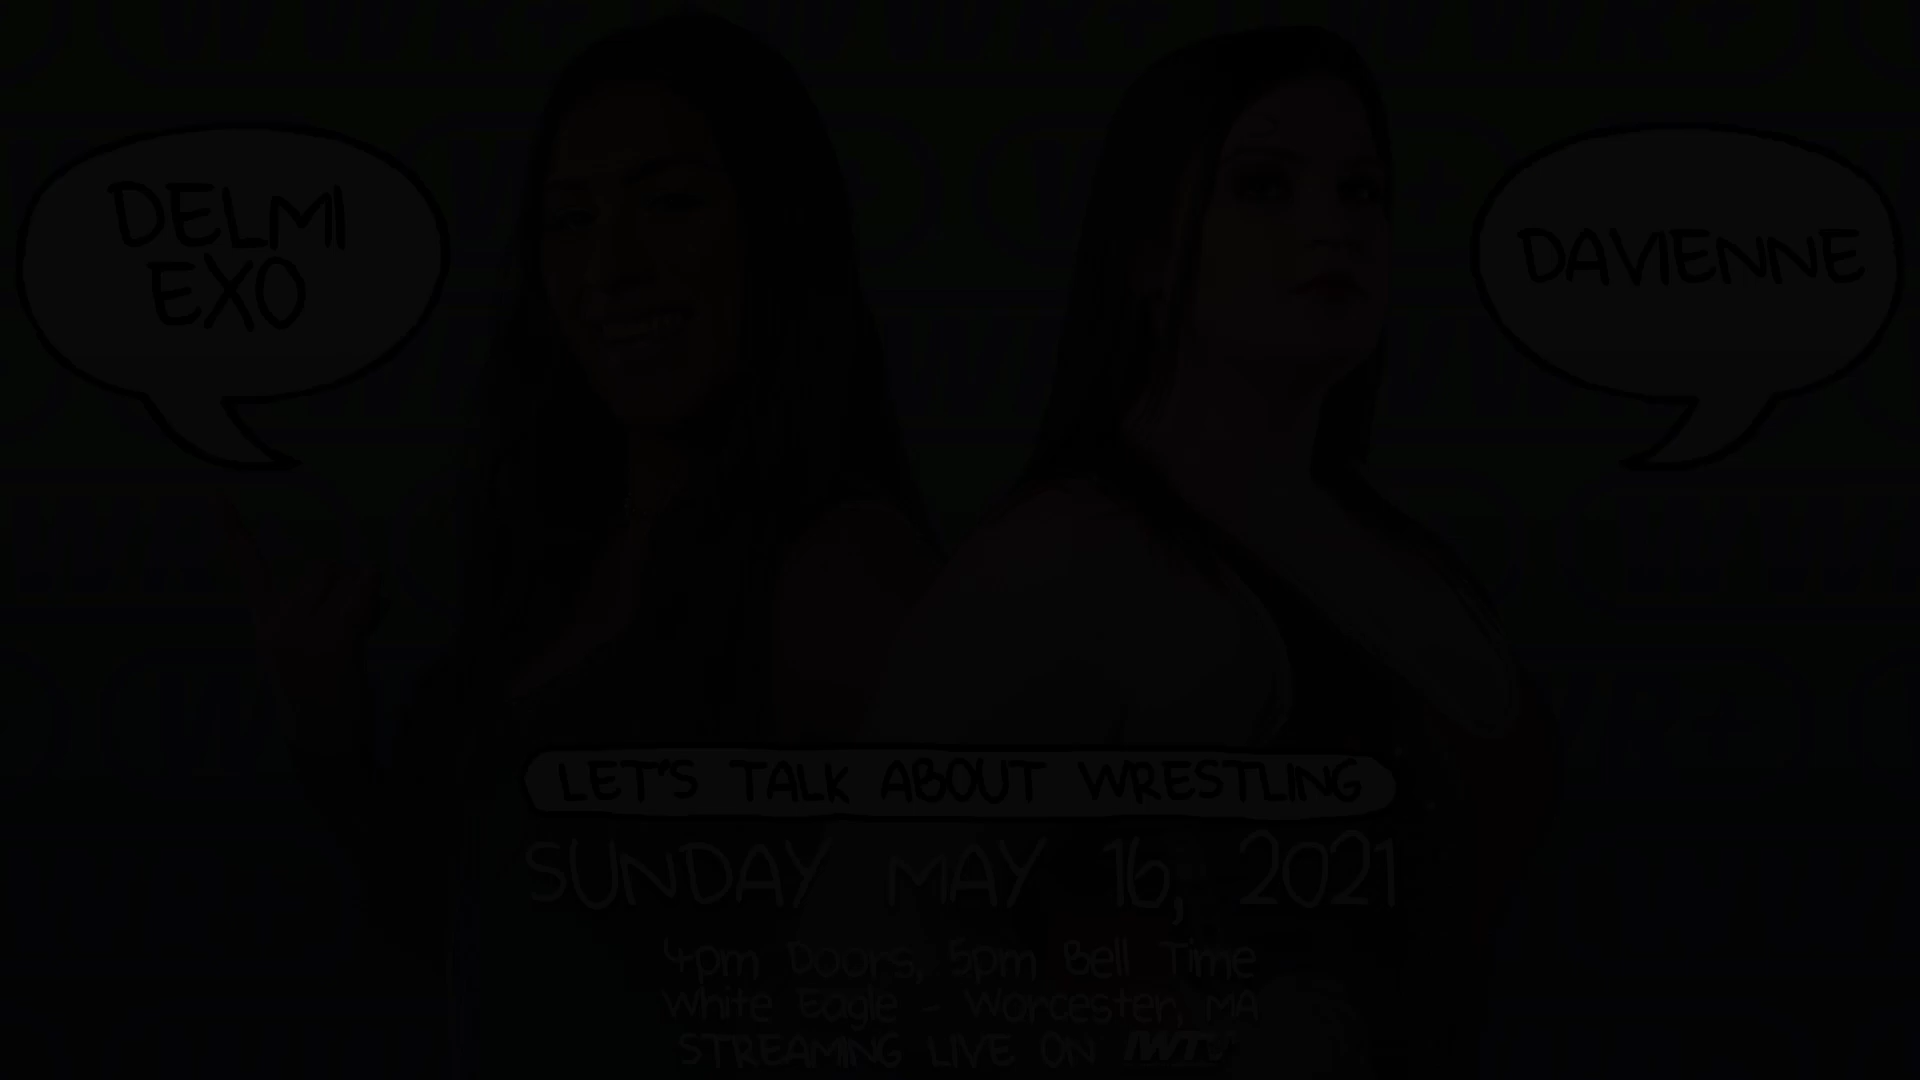 DELMI
EXO
DAVIENNE
LET'S TALK ABOUT WRESTLING
SUNDAY MAY 16, 2021
4pm Doors, 5pm Bell Time
White Eagle - Worcester, MA
STREAMING LIVE ON IWTV